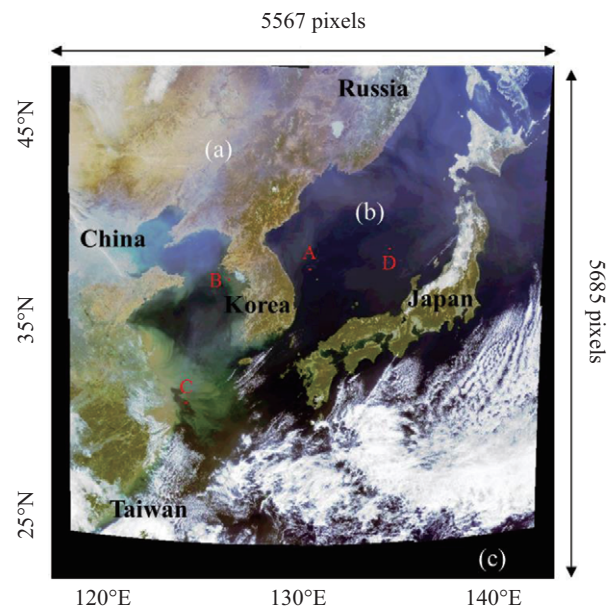 5567 pixels
Russia
45°N
(a)
(b)
China
A
D
B
Korea
Japan
35°N
5685 pixels
C
25°N
Taiwan
(c)
120°E
130°E
140°E